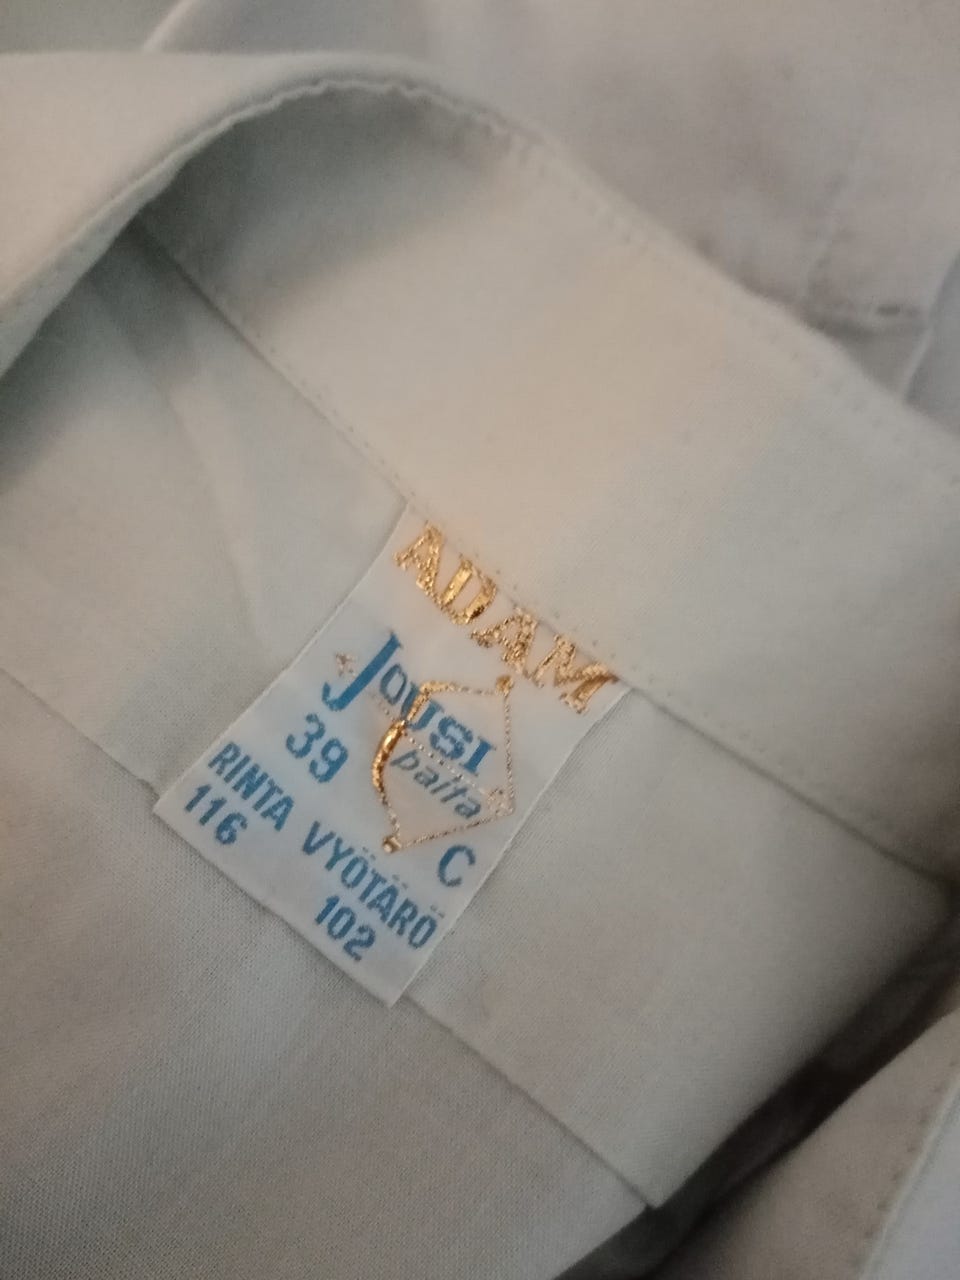 ADAM
Jousi
paita
39 C
RINTA VYÖTÄRÖ
116 102